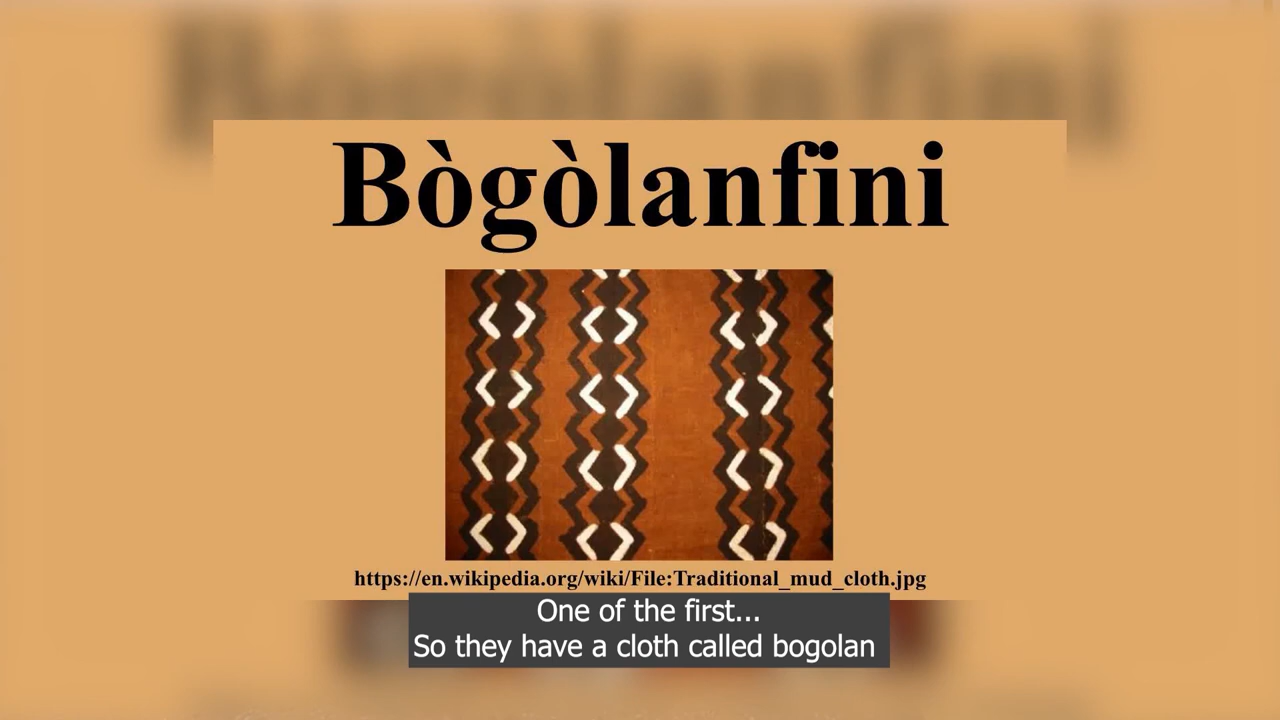 Bògòlanfini
https://en.wikipedia.org/wiki/File:Traditional_mud_cloth.jpg
One of the first...
So they have a cloth called bogolan